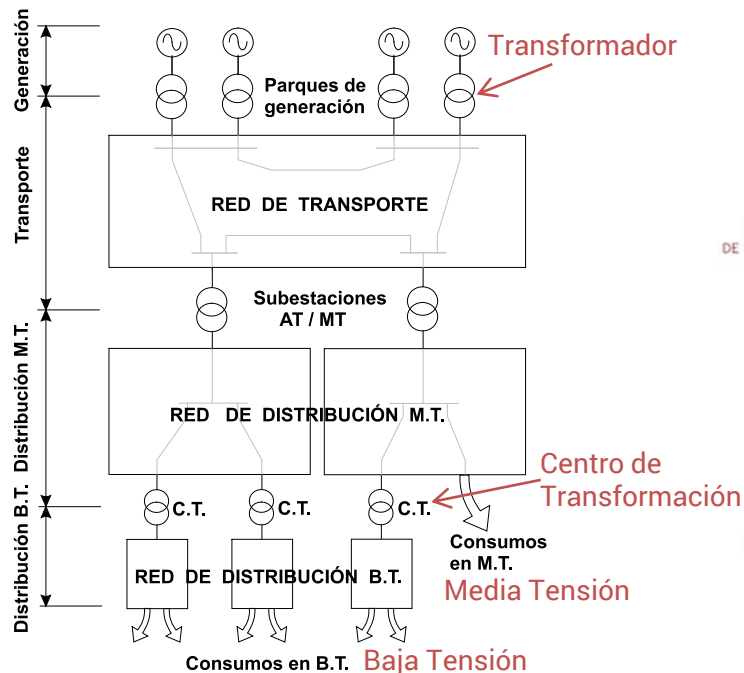 Generación
Transporte
Distribución M.T.
Distribución B.T.
Transformador
Parques de
generación
RED DE TRANSPORTE
DE
Subestaciones
AT / MT
RED DE DISTRIBUCIÓN M.T.
Centro de
Transformación
C.T.
C.T.
C.T.
Consumos
en M.T.
Media Tensión
RED DE DISTRIBUCIÓN B.T.
Consumos en B.T.
Baja Tensión